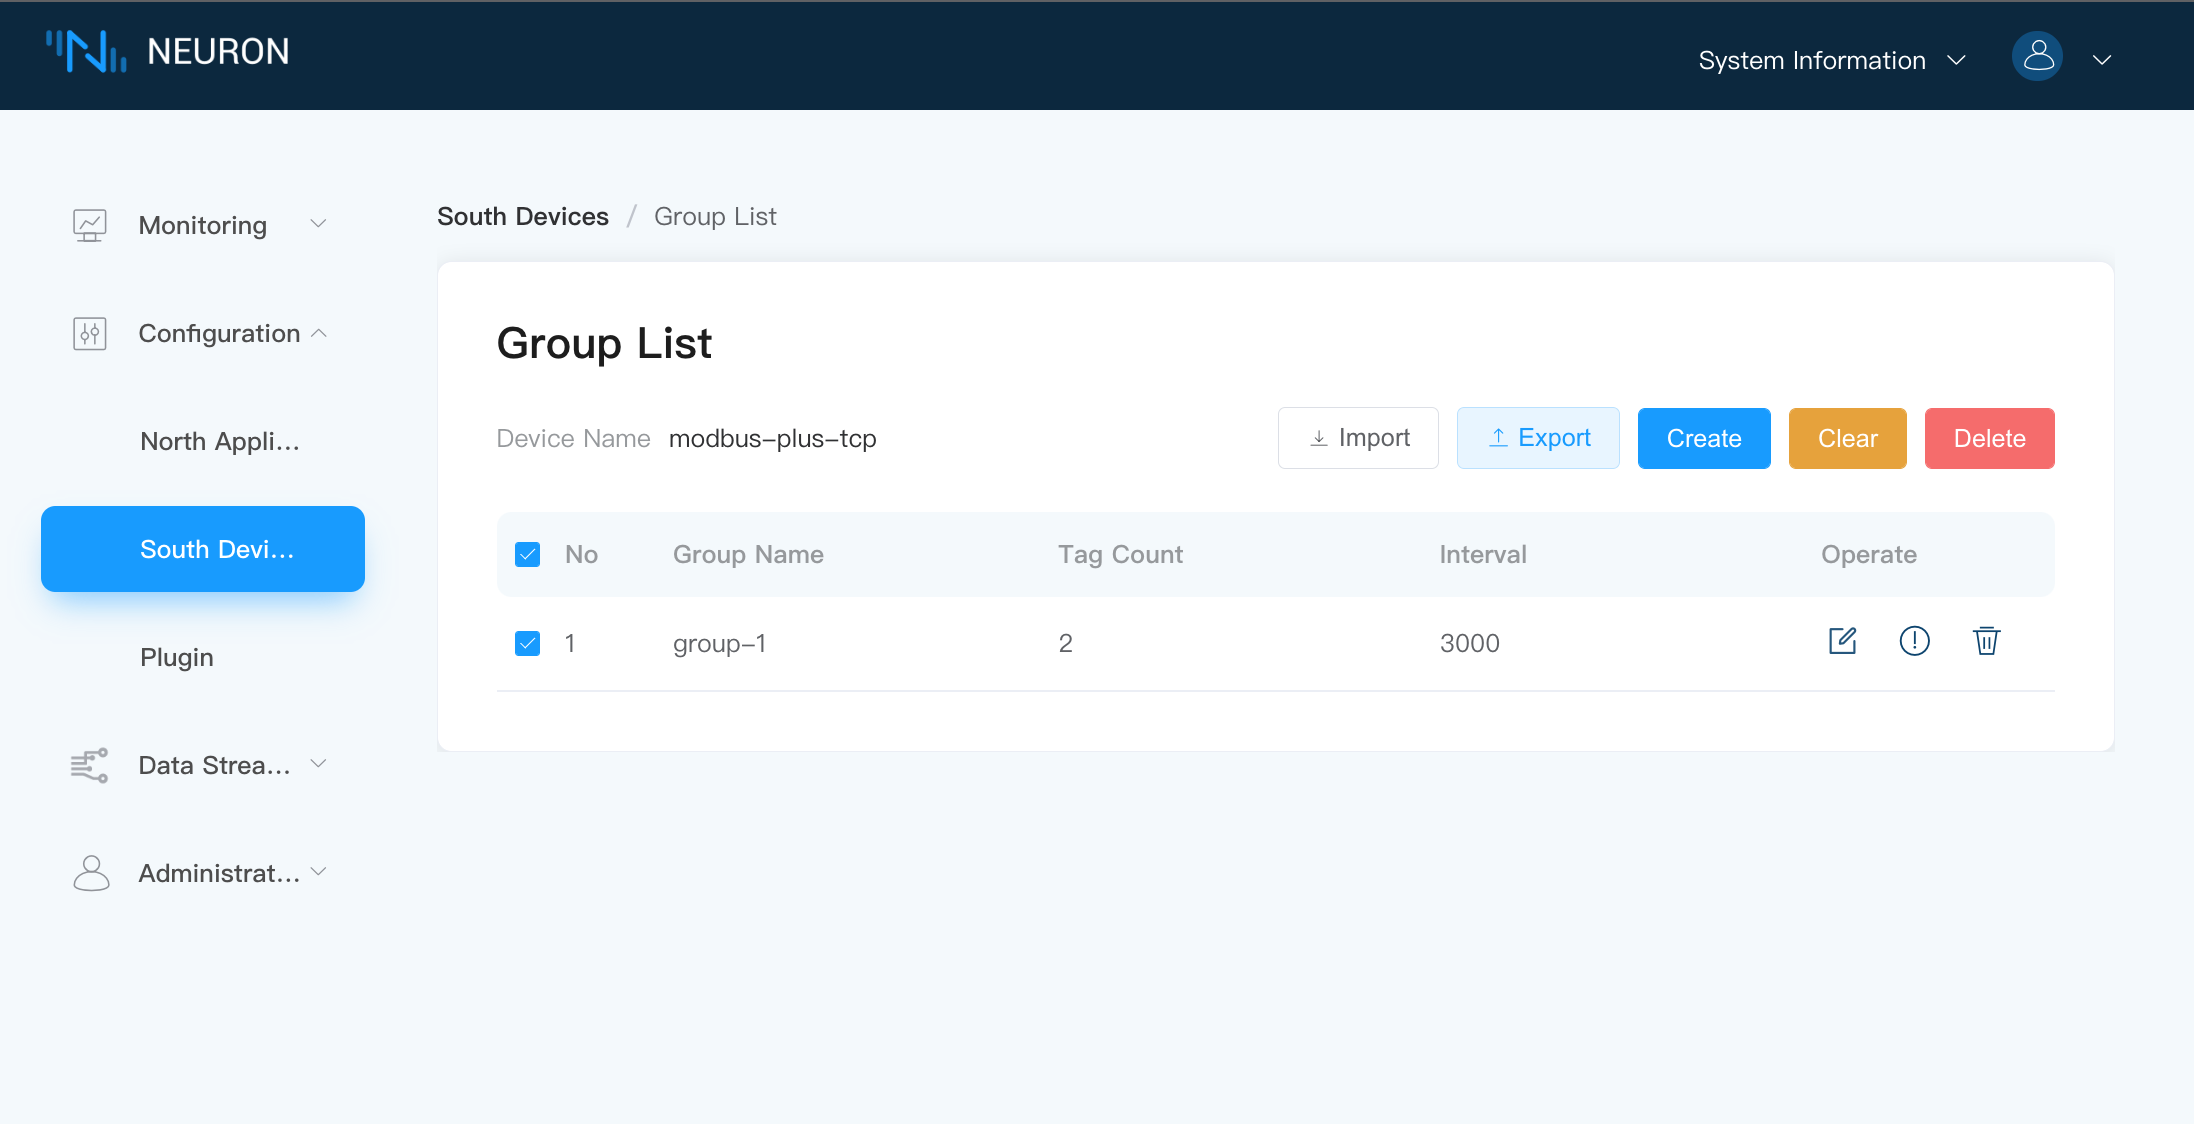 NEURON
System Information
Monitoring
Configuration
North Appli...
South Devi...
Plugin
Data Strea...
Administrat...
South Devices / Group List
Group List
Device Name modbus-plus-tcp
Import Export Create Clear Delete
No Group Name Tag Count Interval Operate
1 group-1 2 3000